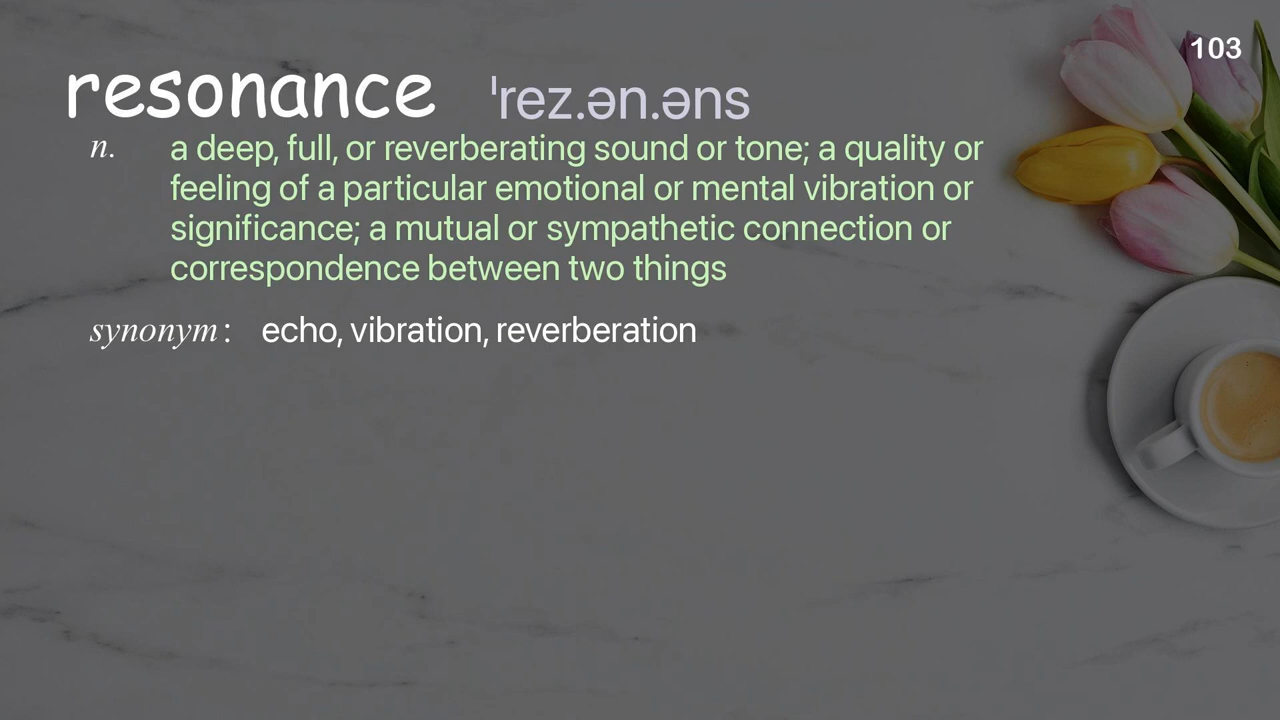 103
resonance ˈrez.ən.əns
n. a deep, full, or reverberating sound or tone; a quality or
feeling of a particular emotional or mental vibration or
significance; a mutual or sympathetic connection or
correspondence between two things
synonym: echo, vibration, reverberation